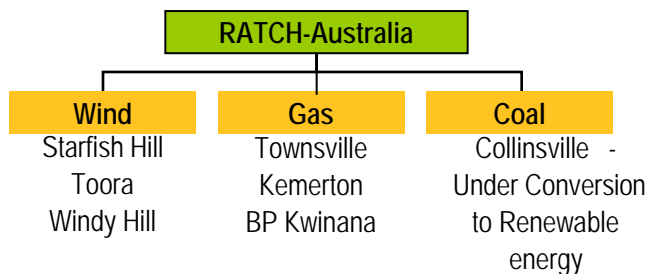 RATCH-Australia
Wind
Starfish Hill
Toora
Windy Hill
Gas
Townsville
Kemerton
BP Kwinana
Coal
Collinsville -
Under Conversion
to Renewable
energy